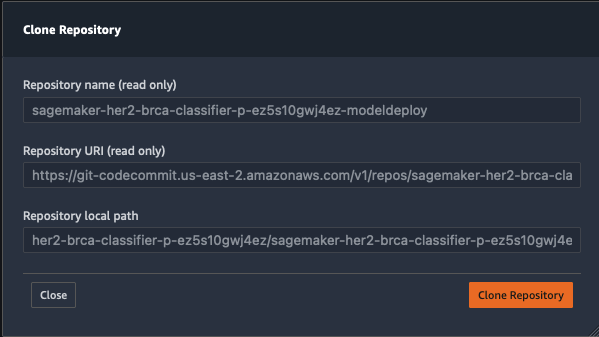 Clone Repository
Repository name (read only)
sagemaker-her2-brca-classifier-p-ez5s10gwj4ez-modeldeploy
Repository URI (read only)
https://git-codecommit.us-east-2.amazonaws.com/v1/repos/sagemaker-her2-brca-cla
Repository local path
her2-brca-classifier-p-ez5s10gwj4ez/sagemaker-her2-brca-classifier-p-ez5s10gwj4e
Close Clone Repository